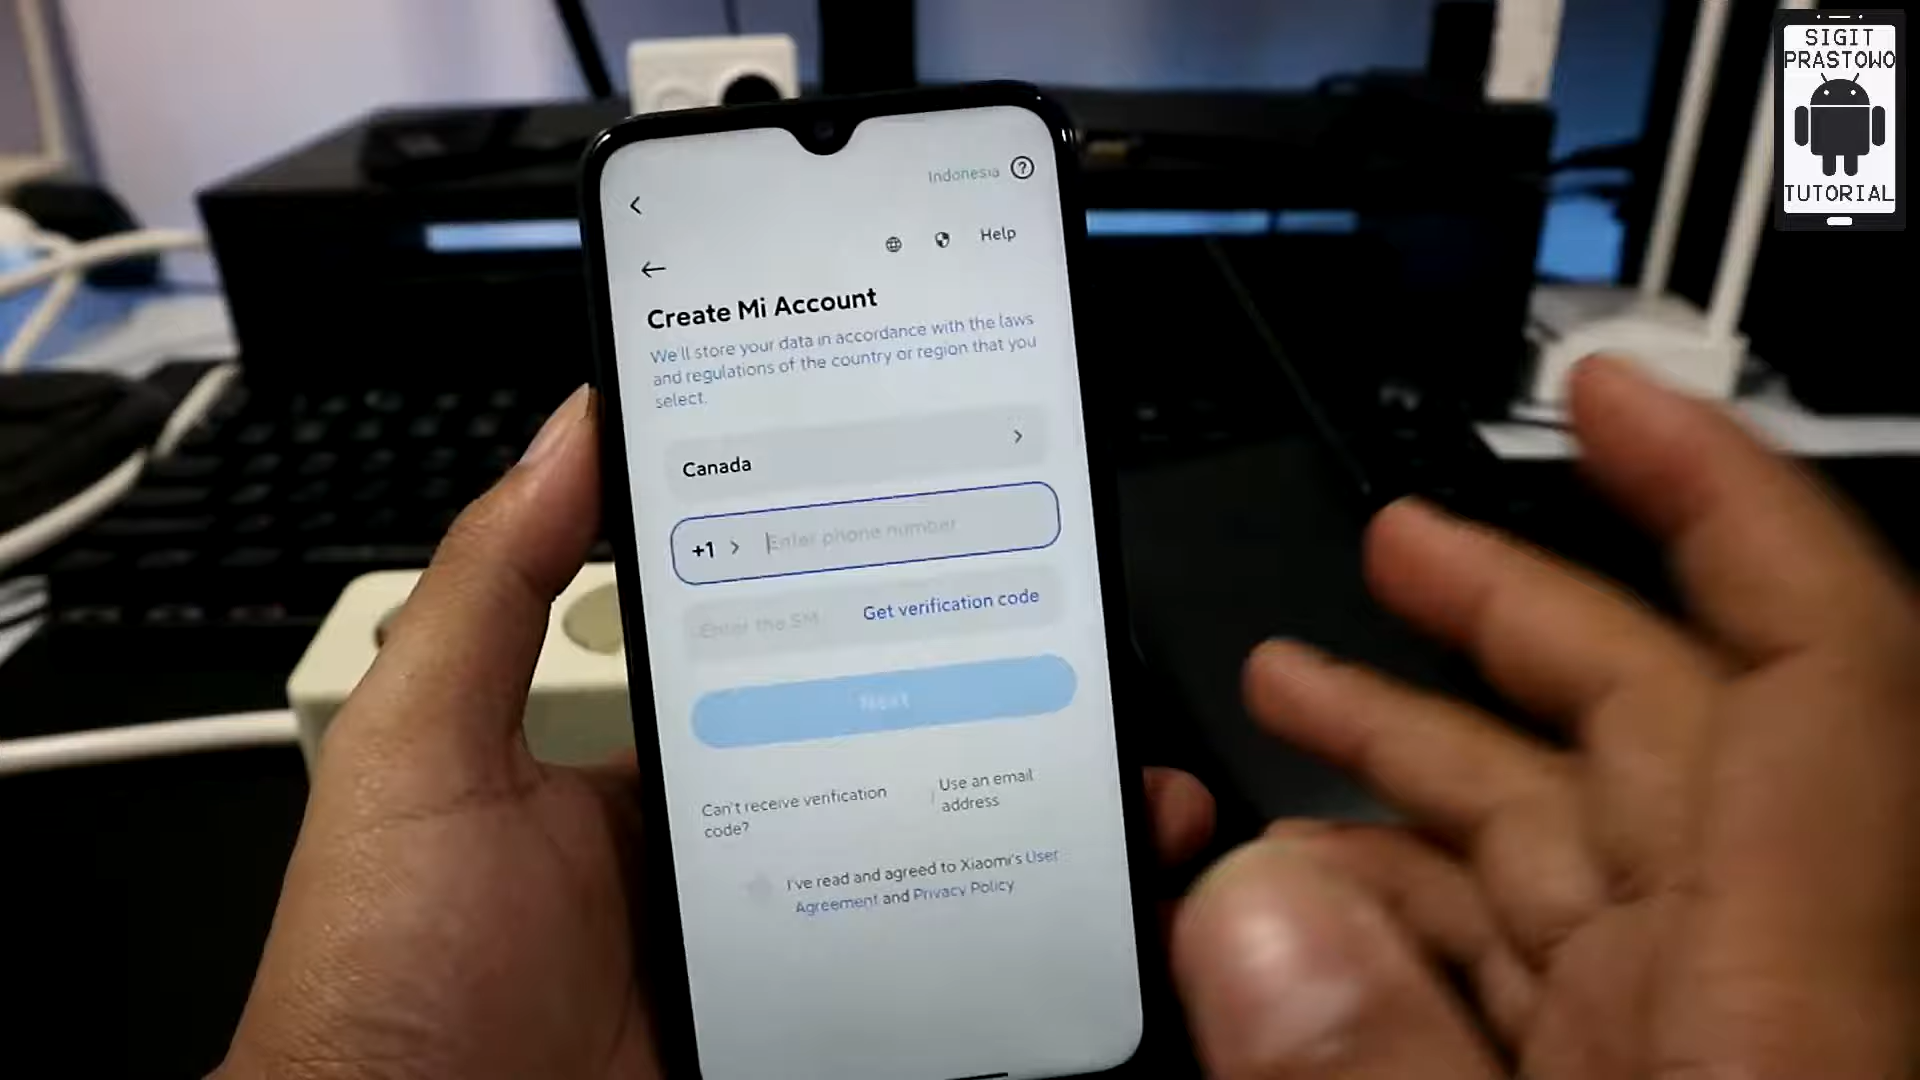 SIGIT
PRASTOWO
TUTORIAL
Indonesia
Help
Create Mi Account
We'll store your data in accordance with the laws
and regulations of the country or region that you
select.
Canada
+1 Enter phone number
Enter the SM Get verification code
Next
Can't receive verification
code?
Use an email
address
I've read and agreed to Xiaomi's User
Agreement and Privacy Policy